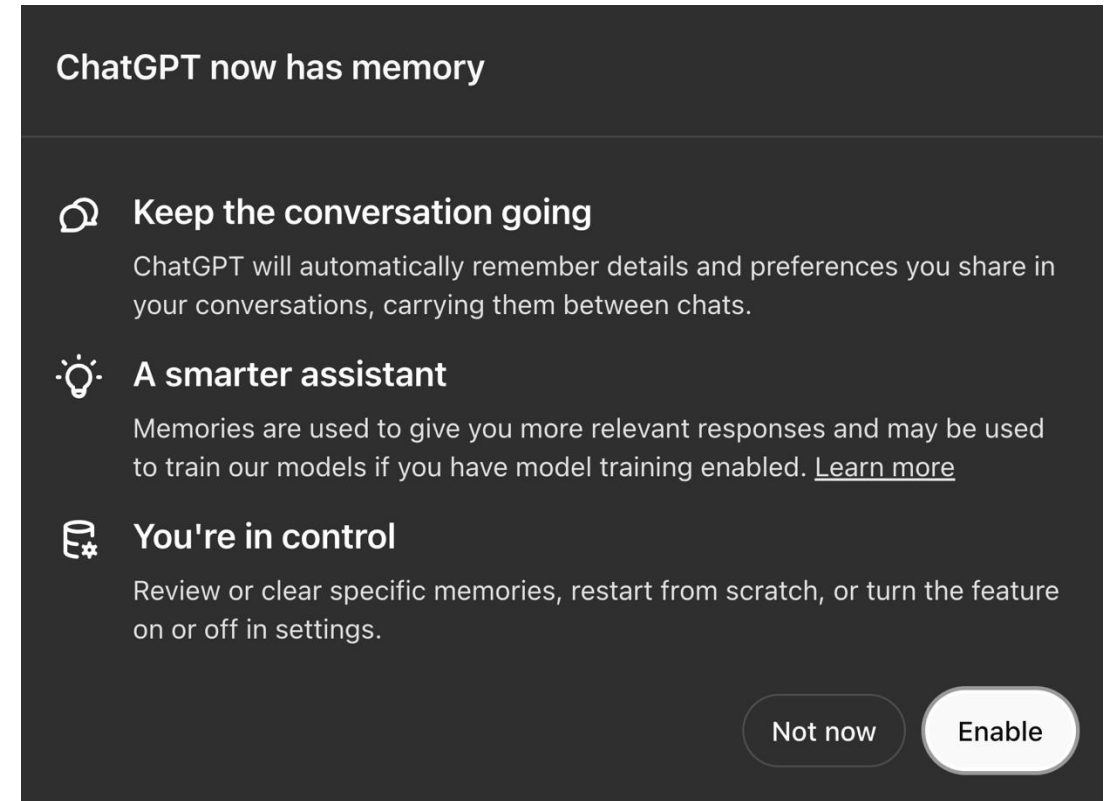 ChatGPT now has memory
Keep the conversation going
ChatGPT will automatically remember details and preferences you share in
your conversations, carrying them between chats.
A smarter assistant
Memories are used to give you more relevant responses and may be used
to train our models if you have model training enabled. Learn more
You're in control
Review or clear specific memories, restart from scratch, or turn the feature
on or off in settings.
Not now
Enable